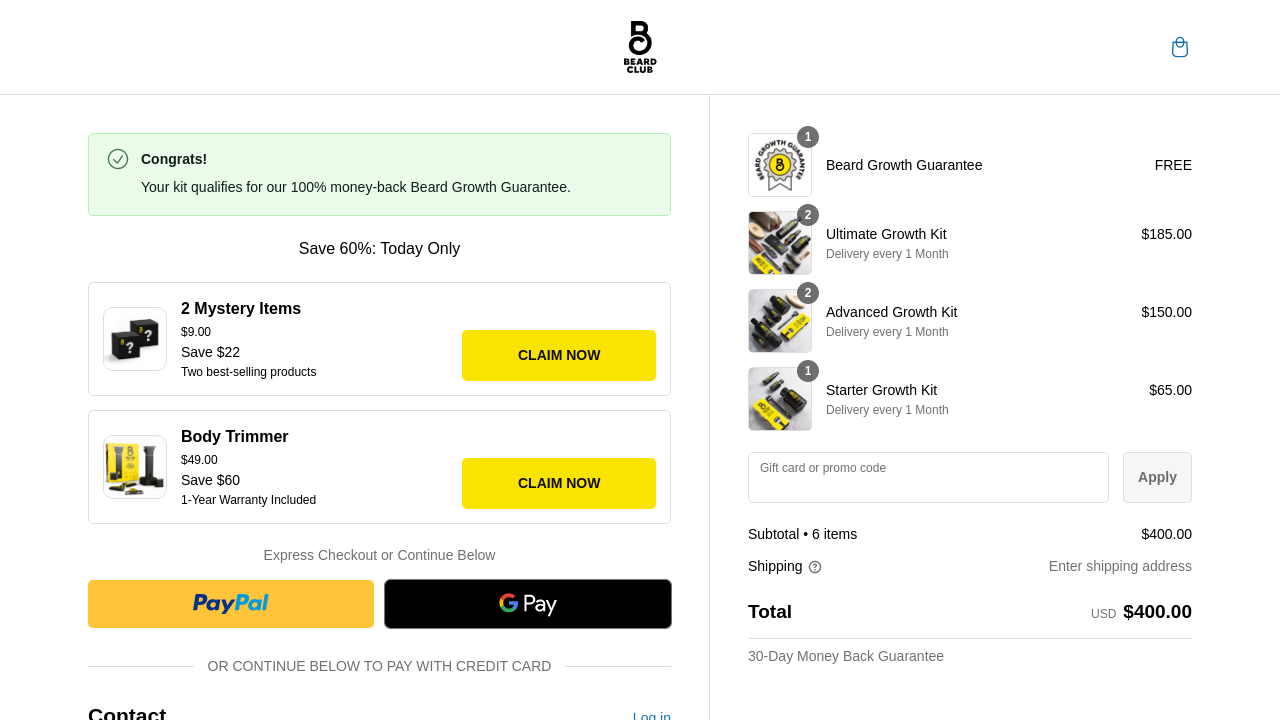 BEARD
CLUB
Congrats!
Your kit qualifies for our 100% money-back Beard Growth Guarantee.
Save 60%: Today Only
2 Mystery Items
$9.00
Save $22
Two best-selling products
CLAIM NOW
Body Trimmer
$49.00
Save $60
1-Year Warranty Included
CLAIM NOW
Express Checkout or Continue Below
PayPal
G Pay
OR CONTINUE BELOW TO PAY WITH CREDIT CARD
Contact
Log in
BEARD GROWTH GUARANTEE
1
Beard Growth Guarantee
FREE
2
Ultimate Growth Kit
$185.00
Delivery every 1 Month
2
Advanced Growth Kit
$150.00
Delivery every 1 Month
1
Starter Growth Kit
$65.00
Delivery every 1 Month
Gift card or promo code
Apply
Subtotal • 6 items
$400.00
Shipping
Enter shipping address
Total
USD $400.00
30-Day Money Back Guarantee